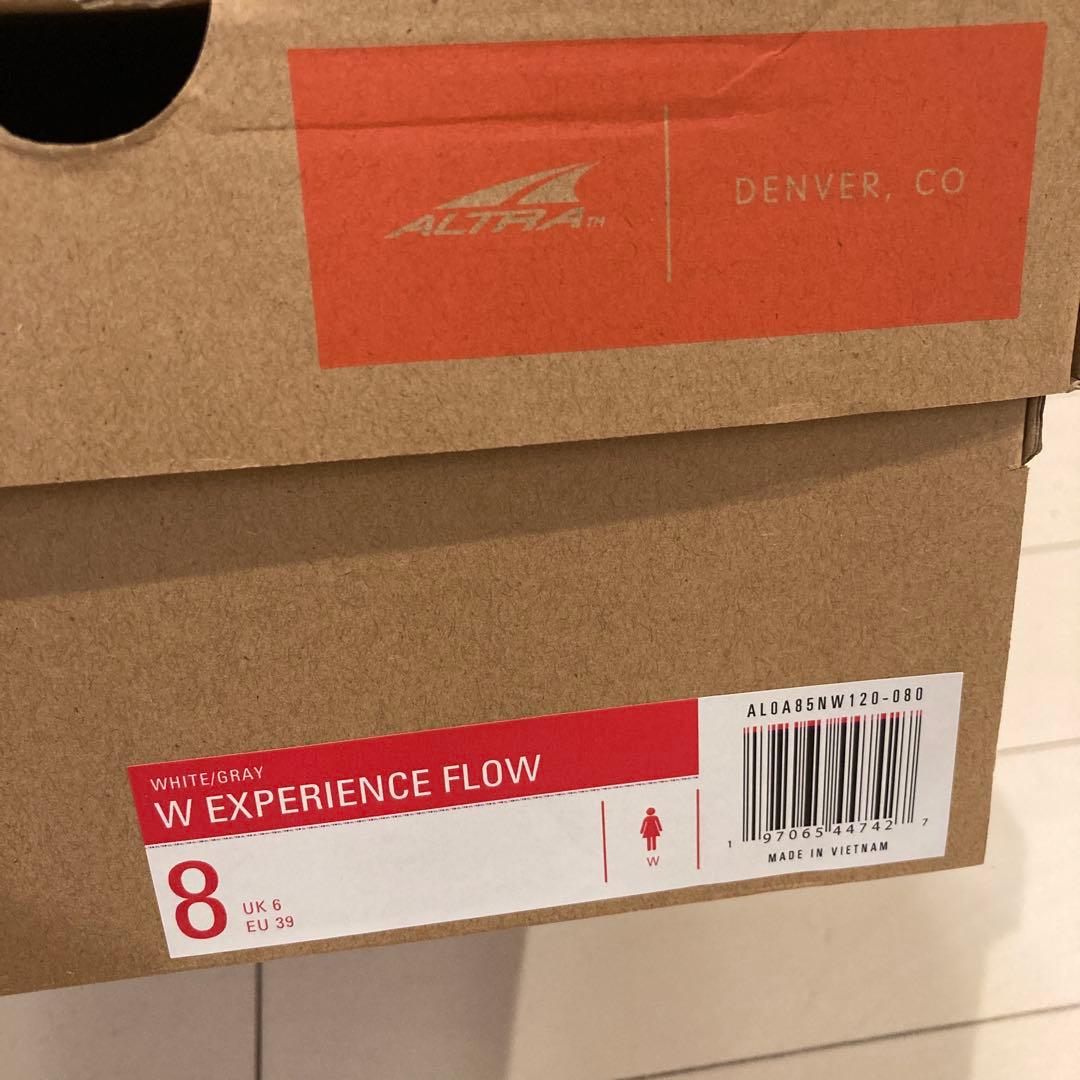 ALTRA™
DENVER, CO
WHITE/GRAY
W EXPERIENCE FLOW
8
UK 6
EU 39
W
AL0A85NW120-080
1 97065 44742 7
MADE IN VIETNAM